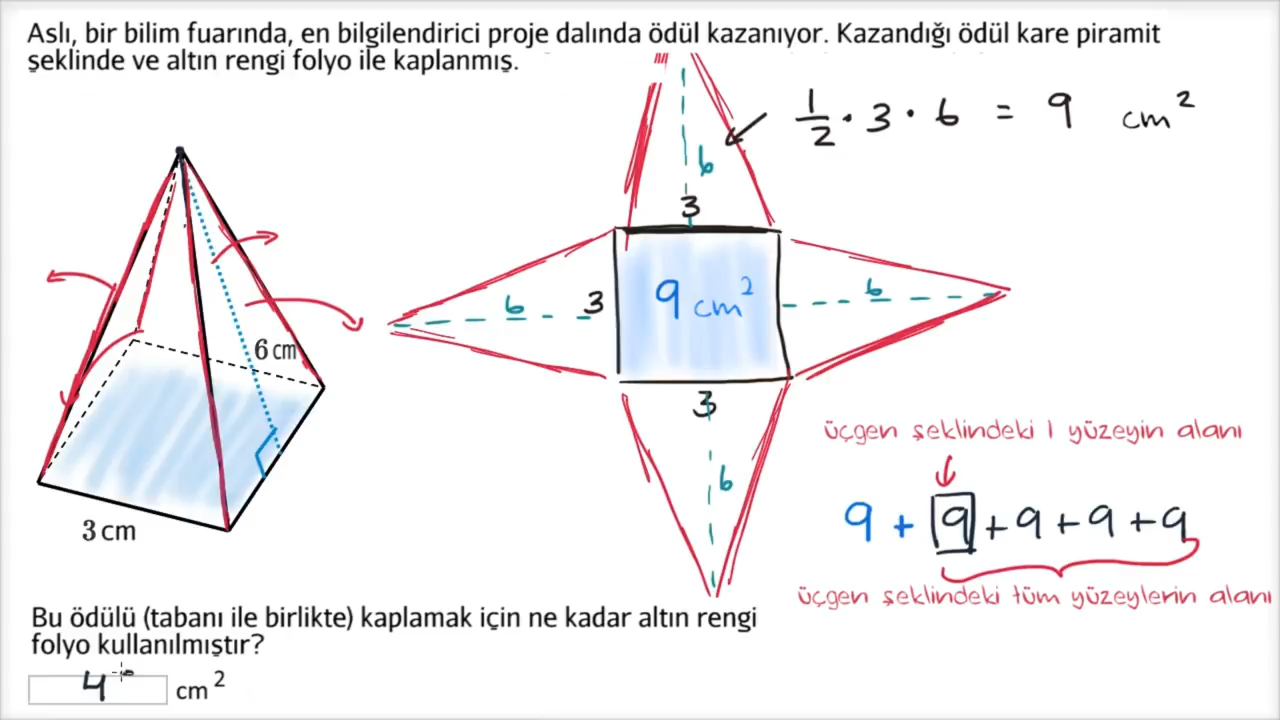 Aslı, bir bilim fuarında, en bilgilendirici proje dalında ödül kazanıyor. Kazandığı ödül kare piramit
şeklinde ve altın rengi folyo ile kaplanmış.
1/2 · 3 · 6 = 9 cm²
6
3
6
3
9 cm²
6
6 cm
3
üçgen şeklindeki 1 yüzeyin alanı
6
9 + 9 + 9 + 9 + 9
3 cm
üçgen şeklindeki tüm yüzeylerin alanı
Bu ödülü (tabanı ile birlikte) kaplamak için ne kadar altın rengi
folyo kullanılmıştır?
4
cm²